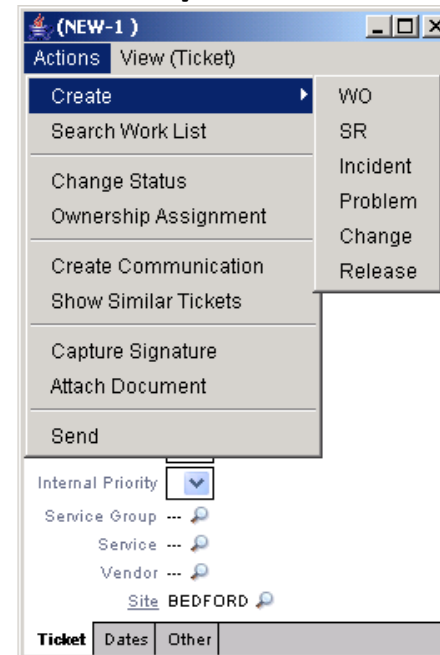 (NEW-1 )
Actions View (Ticket)
Create
WO
Search Work List
SR
Incident
Change Status
Problem
Ownership Assignment
Change
Create Communication
Release
Show Similar Tickets
Capture Signature
Attach Document
Send
Internal Priority
Service Group ---
Service ---
Vendor ---
Site BEDFORD
Ticket Dates Other